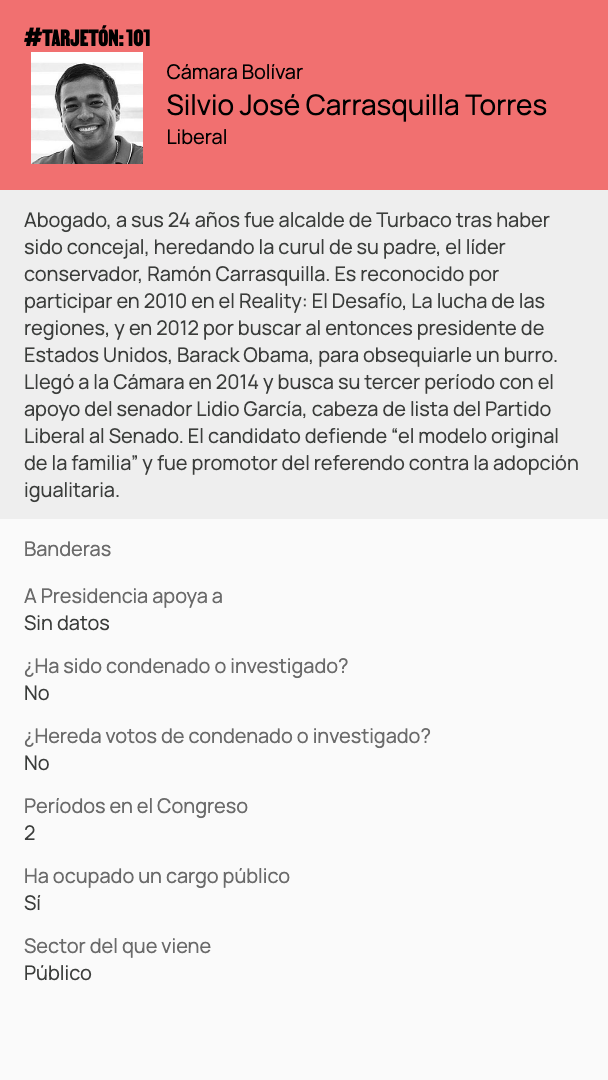 #TARJETÓN: 101
Cámara Bolívar
Silvio José Carrasquilla Torres
Liberal
Abogado, a sus 24 años fue alcalde de Turbaco tras haber
sido concejal, heredando la curul de su padre, el líder
conservador, Ramón Carrasquilla. Es reconocido por
participar en 2010 en el Reality: El Desafío, La lucha de las
regiones, y en 2012 por buscar al entonces presidente de
Estados Unidos, Barack Obama, para obsequiarle un burro.
Llegó a la Cámara en 2014 y busca su tercer período con el
apoyo del senador Lidio García, cabeza de lista del Partido
Liberal al Senado. El candidato defiende “el modelo original
de la familia” y fue promotor del referendo contra la adopción
igualitaria.
Banderas
A Presidencia apoya a
Sin datos
¿Ha sido condenado o investigado?
No
¿Hereda votos de condenado o investigado?
No
Períodos en el Congreso
2
Ha ocupado un cargo público
Sí
Sector del que viene
Público